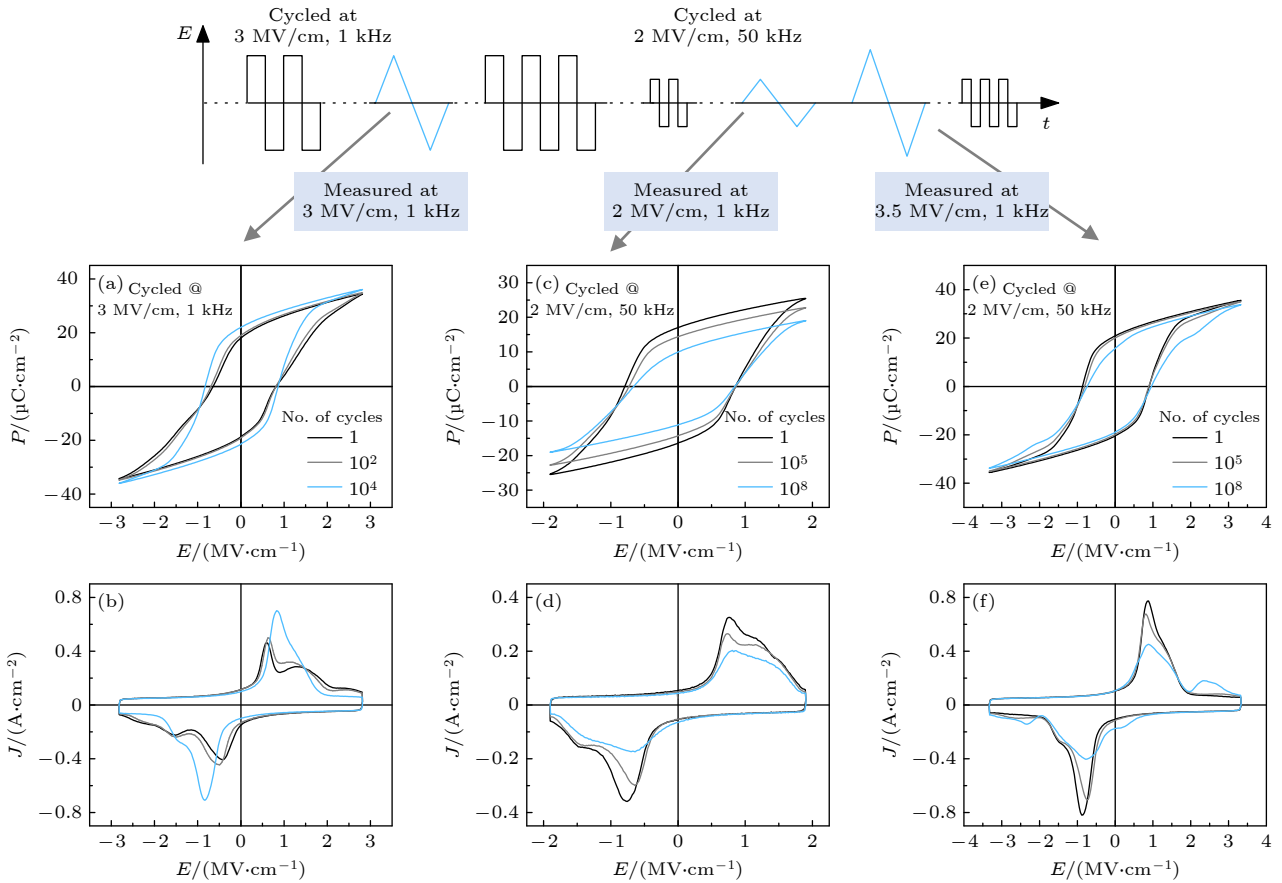 Cycled at
3 MV/cm, 1 kHz
Cycled at
2 MV/cm, 50 kHz
E
t
Measured at
3 MV/cm, 1 kHz
Measured at
2 MV/cm, 1 kHz
Measured at
3.5 MV/cm, 1 kHz
(a) Cycled @
3 MV/cm, 1 kHz
40
20
0
−20
−40
P/(μC·cm⁻²)
No. of cycles
1
10²
10⁴
−3 −2 −1 0 1 2 3
E/(MV·cm⁻¹)
(c) Cycled @
2 MV/cm, 50 kHz
30
20
10
0
−10
−20
−30
P/(μC·cm⁻²)
No. of cycles
1
10⁵
10⁸
−2 −1 0 1 2
E/(MV·cm⁻¹)
(e) Cycled @
2 MV/cm, 50 kHz
40
20
0
−20
−40
P/(μC·cm⁻²)
No. of cycles
1
10⁵
10⁸
−4 −3 −2 −1 0 1 2 3 4
E/(MV·cm⁻¹)
(b)
0.8
0.4
0
−0.4
−0.8
J/(A·cm⁻²)
−3 −2 −1 0 1 2 3
E/(MV·cm⁻¹)
(d)
0.4
0.2
0
−0.2
−0.4
J/(A·cm⁻²)
−2 −1 0 1 2
E/(MV·cm⁻¹)
(f)
0.8
0.4
0
−0.4
−0.8
J/(A·cm⁻²)
−4 −3 −2 −1 0 1 2 3 4
E/(MV·cm⁻¹)